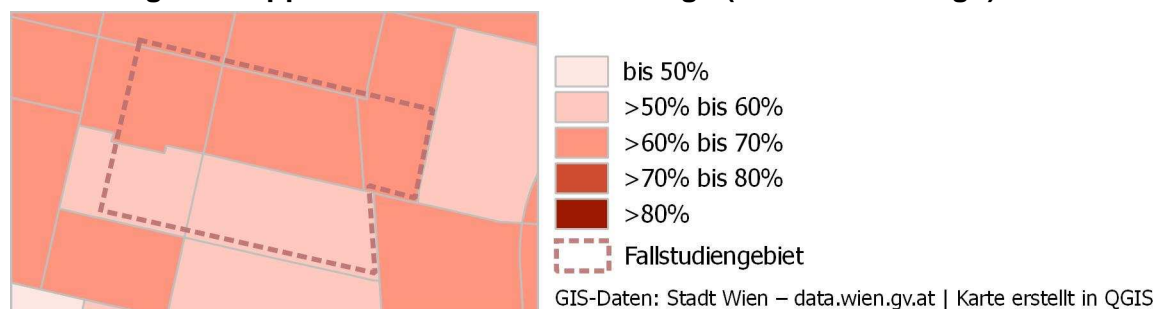 bis 50%
>50% bis 60%
>60% bis 70%
>70% bis 80%
>80%
Fallstudiengebiet
GIS-Daten: Stadt Wien – data.wien.gv.at | Karte erstellt in QGIS